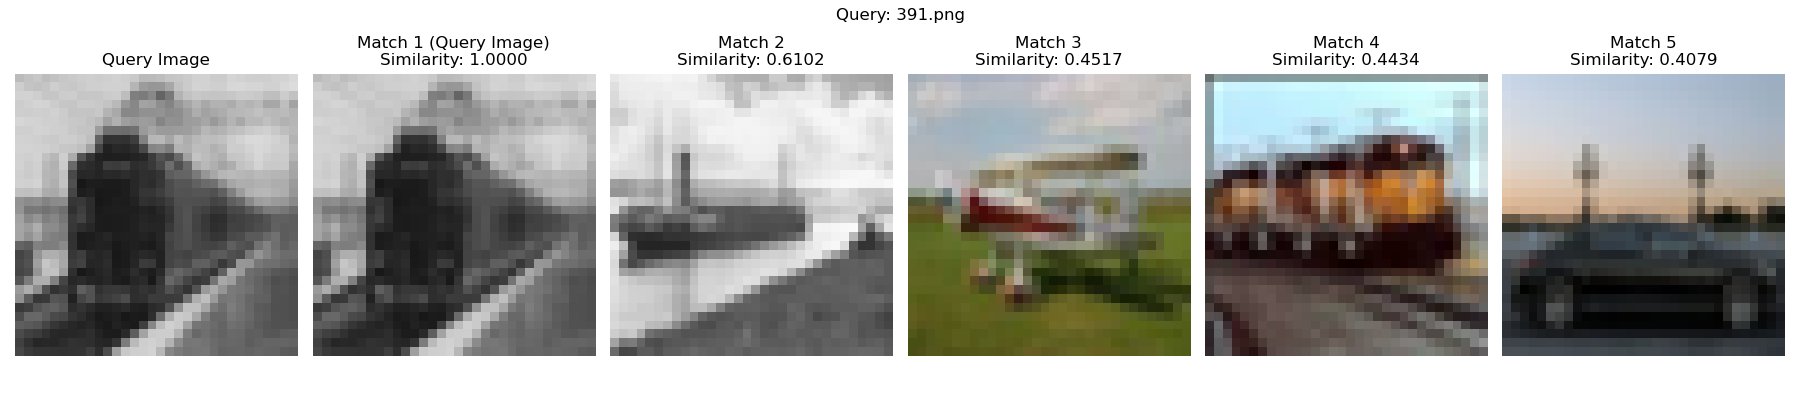 Query: 391.png
Query Image
Match 1 (Query Image)
Similarity: 1.0000
Match 2
Similarity: 0.6102
Match 3
Similarity: 0.4517
Match 4
Similarity: 0.4434
Match 5
Similarity: 0.4079